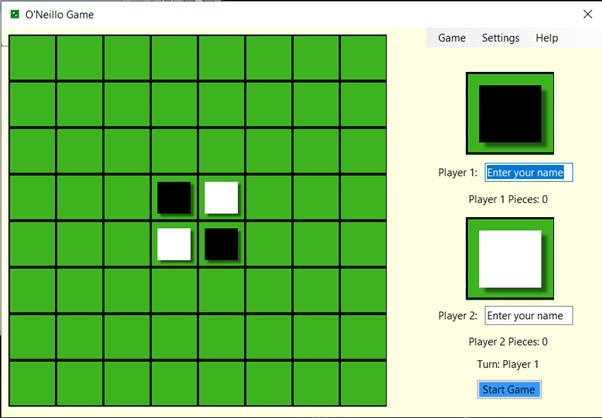 O'Neillo Game
Game Settings Help
Player 1: Enter your name
Player 1 Pieces: 0
Player 2: Enter your name
Player 2 Pieces: 0
Turn: Player 1
Start Game